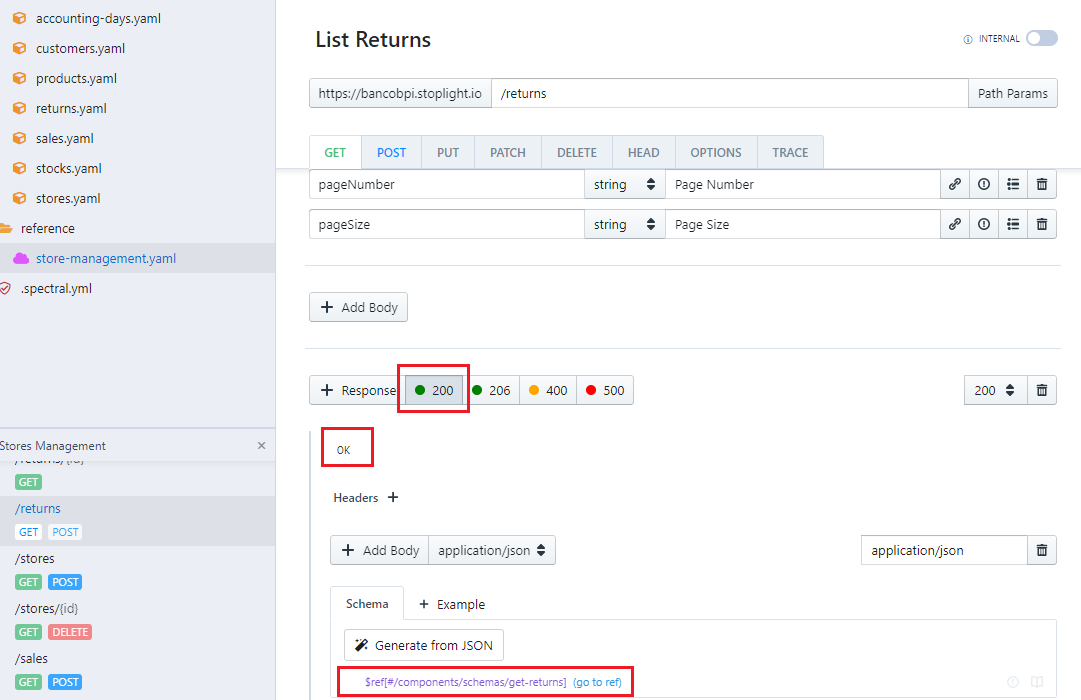 accounting-days.yaml
customers.yaml
products.yaml
returns.yaml
sales.yaml
stocks.yaml
stores.yaml
reference
store-management.yaml
.spectral.yml
Stores Management
/returns/{id}
GET
/returns
GET POST
/stores
GET POST
/stores/{id}
GET DELETE
/sales
GET POST
List Returns
INTERNAL
https://bancobpi.stoplight.io /returns Path Params
GET POST PUT PATCH DELETE HEAD OPTIONS TRACE
pageNumber string Page Number
pageSize string Page Size
+ Add Body
+ Response 200 206 400 500 200
OK
Headers +
+ Add Body application/json application/json
Schema + Example
Generate from JSON
$ref[#/components/schemas/get-returns] (go to ref)